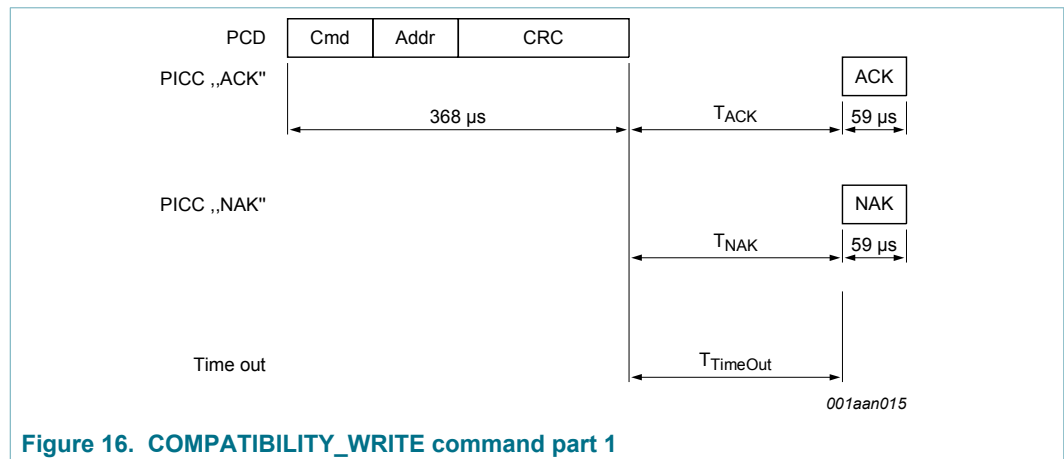 PCD Cmd Addr CRC
PICC ,,ACK" ACK
368 µs TACK 59 µs
PICC ,,NAK" NAK
TNAK 59 µs
Time out TTimeOut
001aan015
Figure 16. COMPATIBILITY_WRITE command part 1